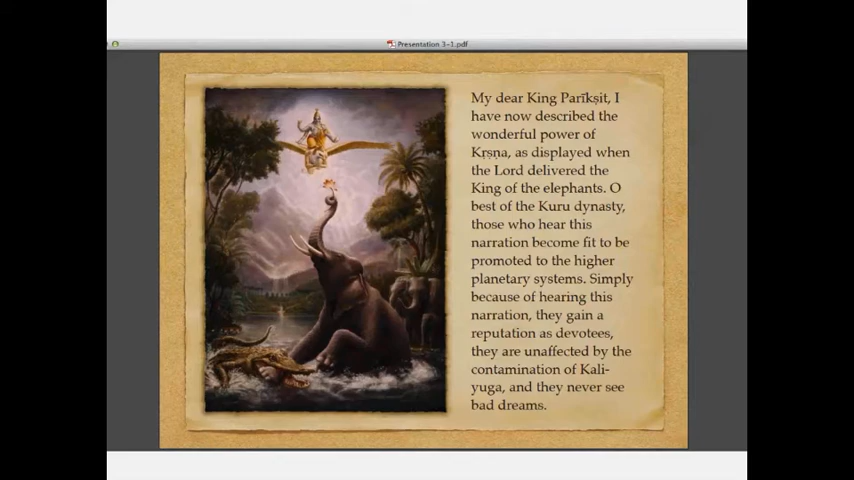 Presentation 3-1.pdf
My dear King Parīkṣit, I
have now described the
wonderful power of
Kṛṣṇa, as displayed when
the Lord delivered the
King of the elephants. O
best of the Kuru dynasty,
those who hear this
narration become fit to be
promoted to the higher
planetary systems. Simply
because of hearing this
narration, they gain a
reputation as devotees,
they are unaffected by the
contamination of Kali-
yuga, and they never see
bad dreams.